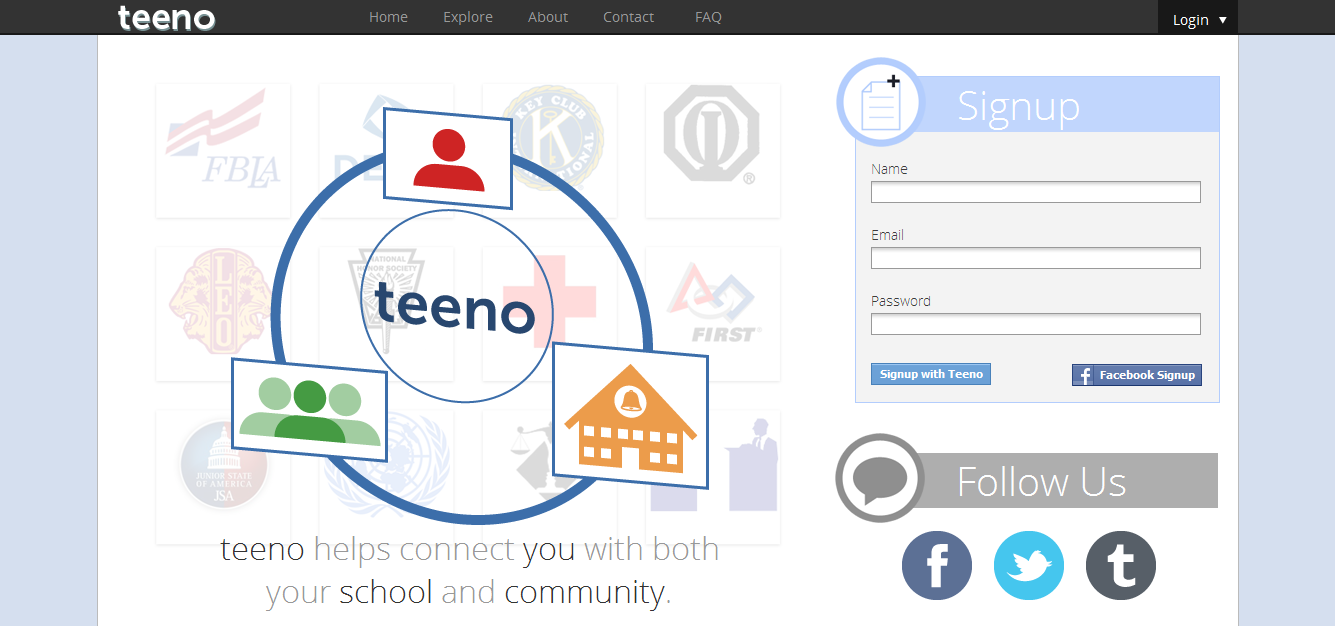 teeno
Home Explore About Contact FAQ
Login
FBLA
KEY CLUB
K
INTERNATIONAL
LEO
NATIONAL
HONOR SOCIETY
FIRST
JUNIOR STATE
OF AMERICA
JSA
teeno
teeno helps connect you with both
your school and community.
Signup
Name
Email
Password
Signup with Teeno
f Facebook Signup
Follow Us
f
t